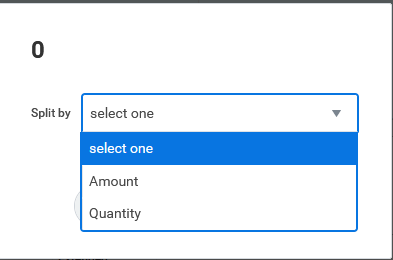 0
Split by select one
select one
Amount
Quantity